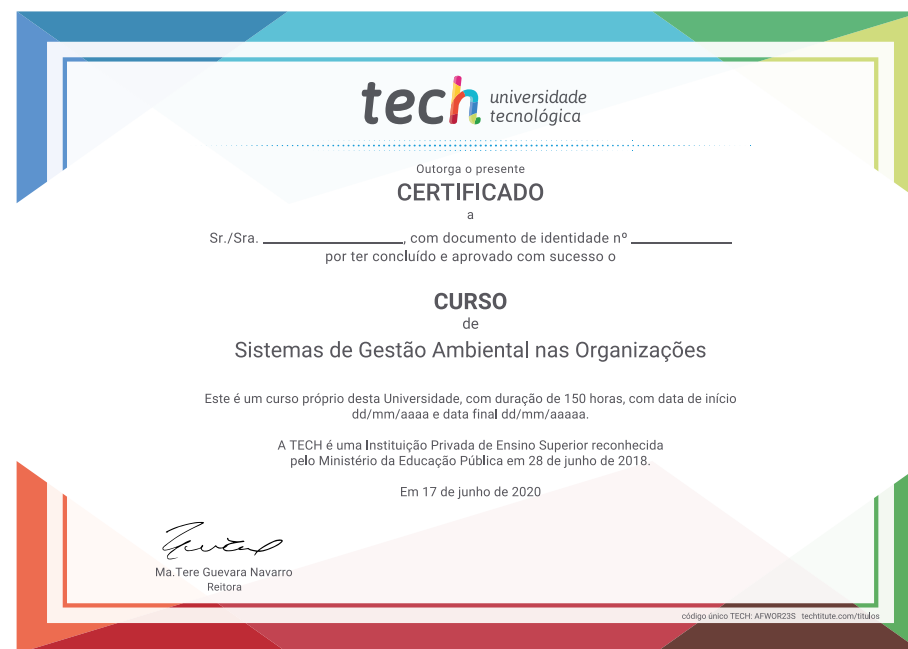 tech universidade
tecnológica
Outorga o presente
CERTIFICADO
a
Sr./Sra. ______________, com documento de identidade nº __________
por ter concluído e aprovado com sucesso o
CURSO
de
Sistemas de Gestão Ambiental nas Organizações
Este é um curso próprio desta Universidade, com duração de 150 horas, com data de início
dd/mm/aaaa e data final dd/mm/aaaaa.
A TECH é uma Instituição Privada de Ensino Superior reconhecida
pelo Ministério da Educação Pública em 28 de junho de 2018.
Em 17 de junho de 2020
Ma.Tere Guevara Navarro
Reitora
código único TECH: AFWOR23S techtitute.com/titulos